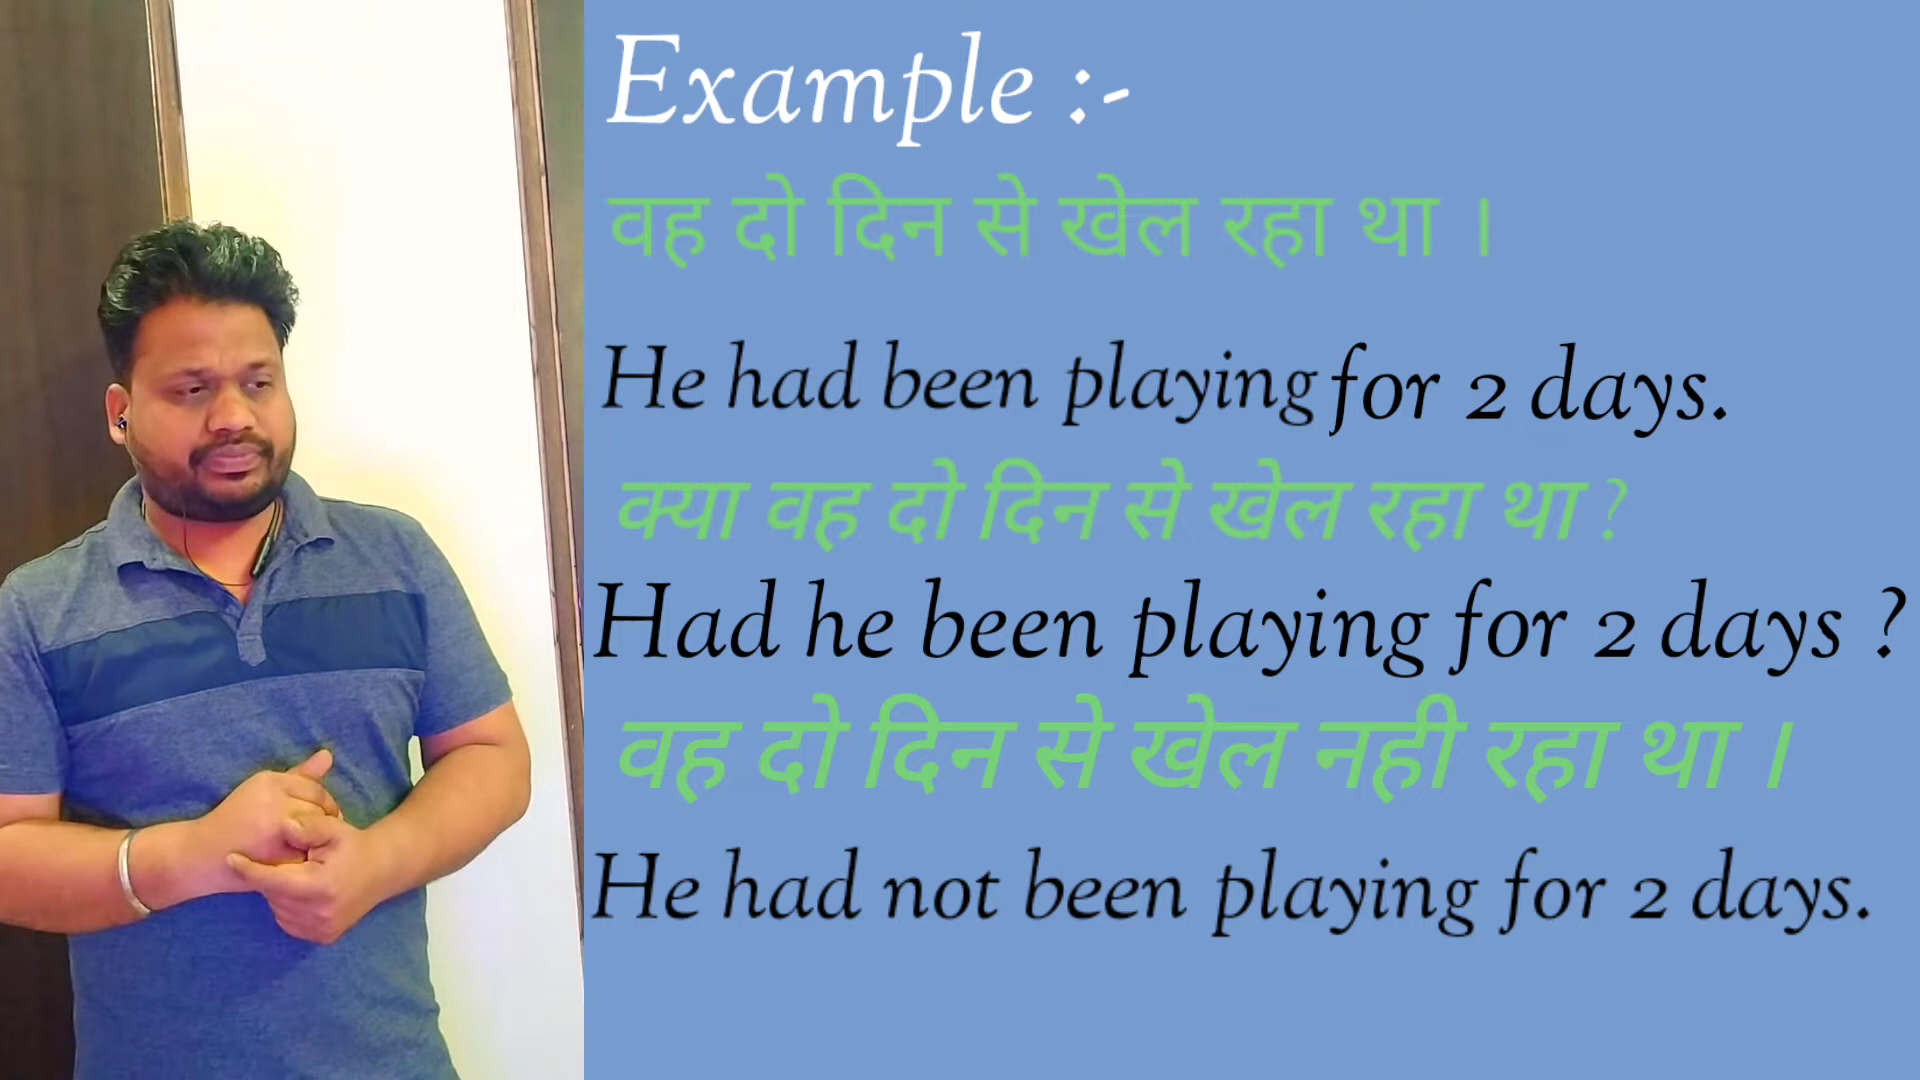 Example :-
वह दो दिन से खेल रहा था ।
He had been playing for 2 days.
क्या वह दो दिन से खेल रहा था ?
Had he been playing for 2 days ?
वह दो दिन से खेल नही रहा था ।
He had not been playing for 2 days.